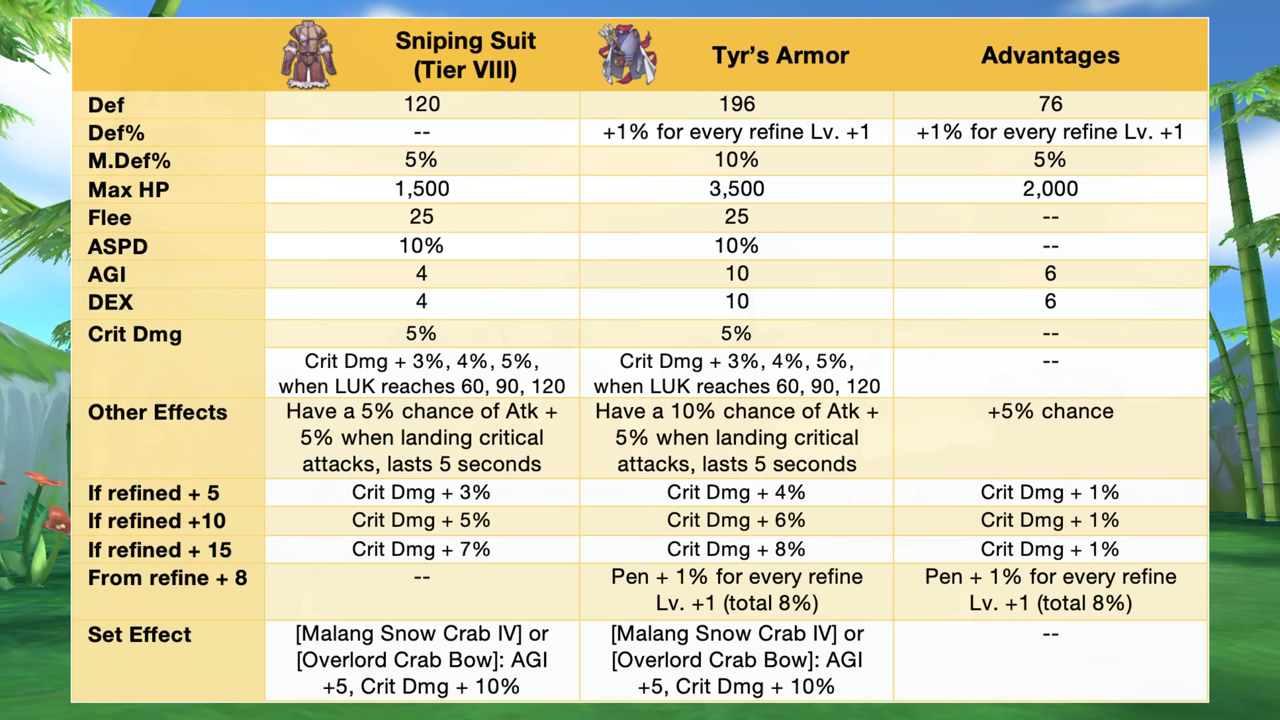 Sniping Suit
(Tier VIII)
Tyr's Armor
Advantages
Def
120
196
76
Def%
--
+1% for every refine Lv. +1
+1% for every refine Lv. +1
M.Def%
5%
10%
5%
Max HP
1,500
3,500
2,000
Flee
25
25
--
ASPD
10%
10%
--
AGI
4
10
6
DEX
4
10
6
Crit Dmg
5%
5%
--
Crit Dmg + 3%, 4%, 5%,
when LUK reaches 60, 90, 120
Crit Dmg + 3%, 4%, 5%,
when LUK reaches 60, 90, 120
--
Other Effects
Have a 5% chance of Atk +
5% when landing critical
attacks, lasts 5 seconds
Have a 10% chance of Atk +
5% when landing critical
attacks, lasts 5 seconds
+5% chance
If refined + 5
Crit Dmg + 3%
Crit Dmg + 4%
Crit Dmg + 1%
If refined +10
Crit Dmg + 5%
Crit Dmg + 6%
Crit Dmg + 1%
If refined + 15
Crit Dmg + 7%
Crit Dmg + 8%
Crit Dmg + 1%
From refine + 8
--
Pen + 1% for every refine
Lv. +1 (total 8%)
Pen + 1% for every refine
Lv. +1 (total 8%)
Set Effect
[Malang Snow Crab IV] or
[Overlord Crab Bow]: AGI
+5, Crit Dmg + 10%
[Malang Snow Crab IV] or
[Overlord Crab Bow]: AGI
+5, Crit Dmg + 10%
--